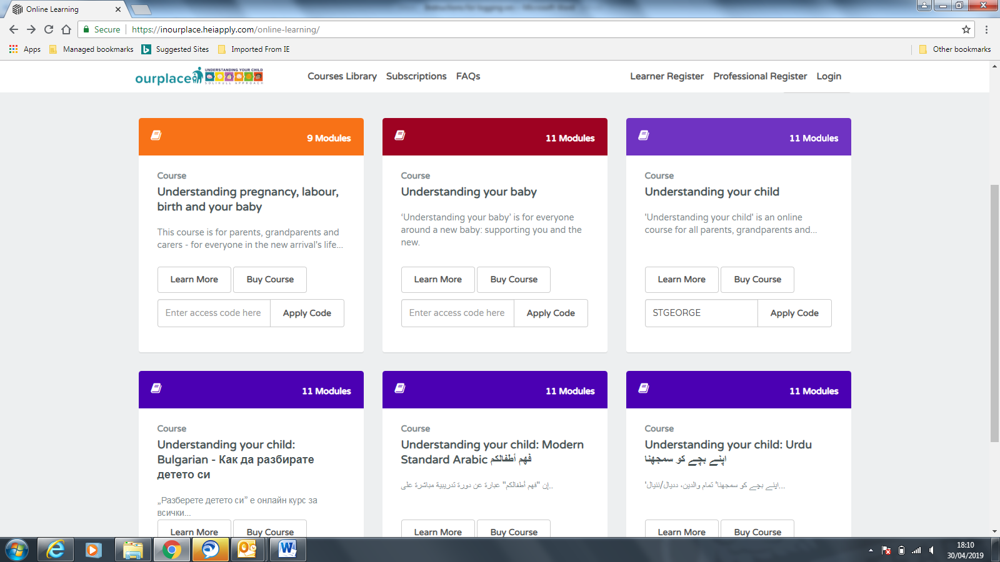 Online Learning
Secure
https://inourplace.heiapply.com/online-learning/
Apps
Managed bookmarks
Suggested Sites
Imported From IE
Other bookmarks
ourplace
UNDERSTANDING YOUR CHILD
SOLIHULL APPROACH
Courses Library
Subscriptions
FAQs
Learner Register
Professional Register
Login
9 Modules
Course
Understanding pregnancy, labour,
birth and your baby
This course is for parents, grandparents and
carers - for everyone in the new arrival's life...
Learn More
Buy Course
Enter access code here
Apply Code
11 Modules
Course
Understanding your baby
‘Understanding your baby’ is for everyone
around a new baby: supporting you and the
new.
Learn More
Buy Course
Enter access code here
Apply Code
11 Modules
Course
Understanding your child
'Understanding your child' is an online
course for all parents, grandparents and...
Learn More
Buy Course
STGEORGE
Apply Code
11 Modules
Course
Understanding your child:
Bulgarian - Как да разбирате
детето си
„Разберете детето си” е онлайн курс за
всички...
Learn More
Buy Course
11 Modules
Course
Understanding your child: Modern
Standard Arabic فهم أطفالكم
إن "فهم أطفالكم" عبارة عن دورة تدريبية مباشرة على...
Learn More
Buy Course
11 Modules
Course
Understanding your child: Urdu
اپنے بچے کو سمجھنا
'اپنے بچے کو سمجھنا' تمام والدین، ددیال/ننیال...
Learn More
Buy Course
18:10
30/04/2019